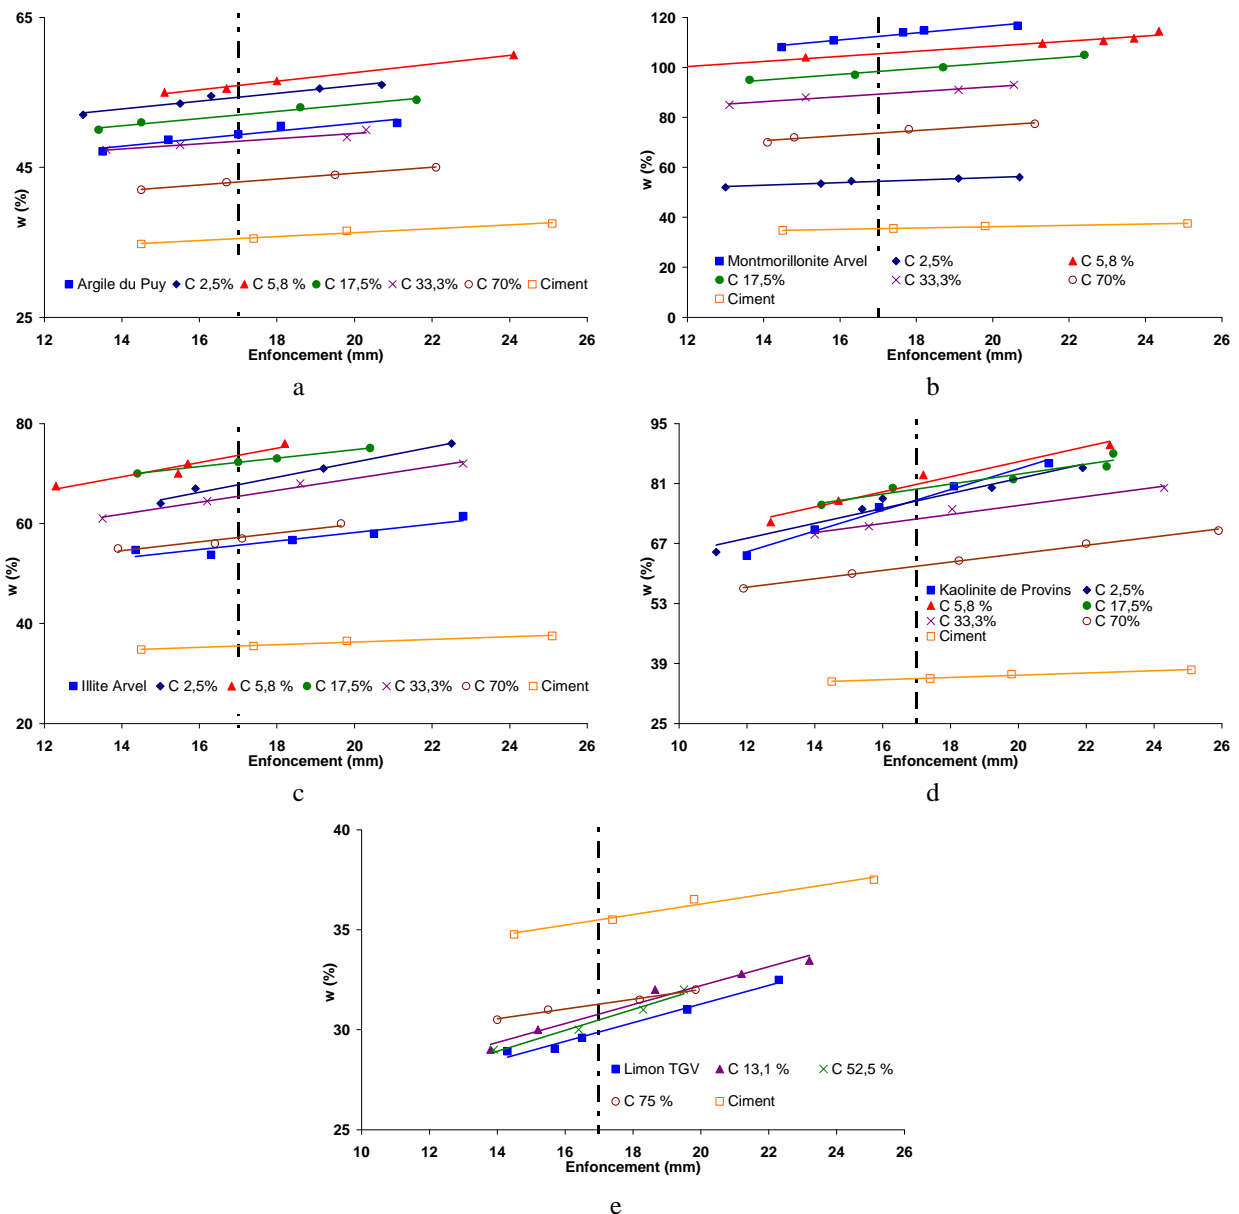 65
45
25
w (%)
Argile du Puy C 2,5% C 5,8 % C 17,5% C 33,3% C 70% Ciment
12 14 16 18 20 22 24 26
Enfoncement (mm)
a
120
100
80
60
40
20
0
w (%)
Montmorillonite Arvel C 2,5% C 5,8 %
C 17,5% C 33,3% C 70%
Ciment
12 14 16 18 20 22 24 26
Enfoncement (mm)
b
80
60
40
20
w (%)
Illite Arvel C 2,5% C 5,8 % C 17,5% C 33,3% C 70% Ciment
12 14 16 18 20 22 24 26
Enfoncement (mm)
c
95
81
67
53
39
25
w (%)
Kaolinite de Provins C 2,5%
C 5,8 % C 17,5%
C 33,3% C 70%
Ciment
10 12 14 16 18 20 22 24 26
Enfoncement (mm)
d
40
35
30
25
w (%)
Limon TGV C 13,1 % C 52,5 %
C 75 % Ciment
10 12 14 16 18 20 22 24 26
Enfoncement (mm)
e